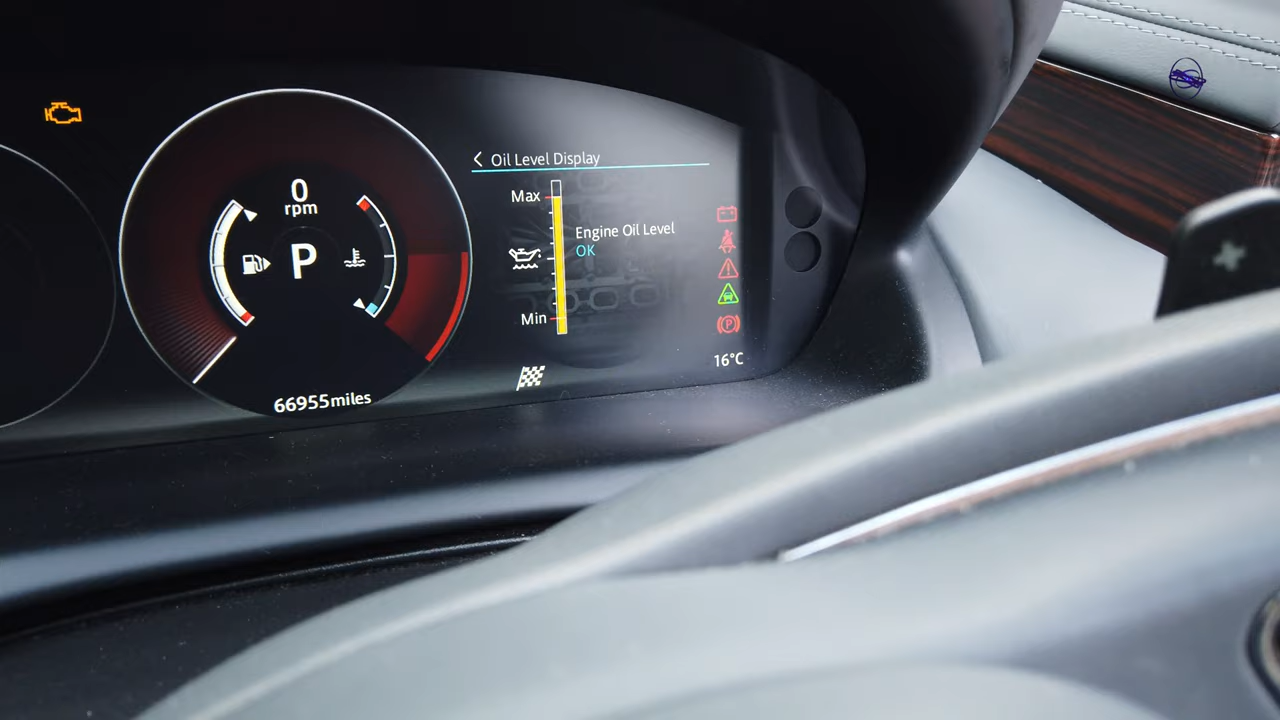 0
rpm
P
66955miles
Oil Level Display
Max
Engine Oil Level
OK
Min
P
16°C